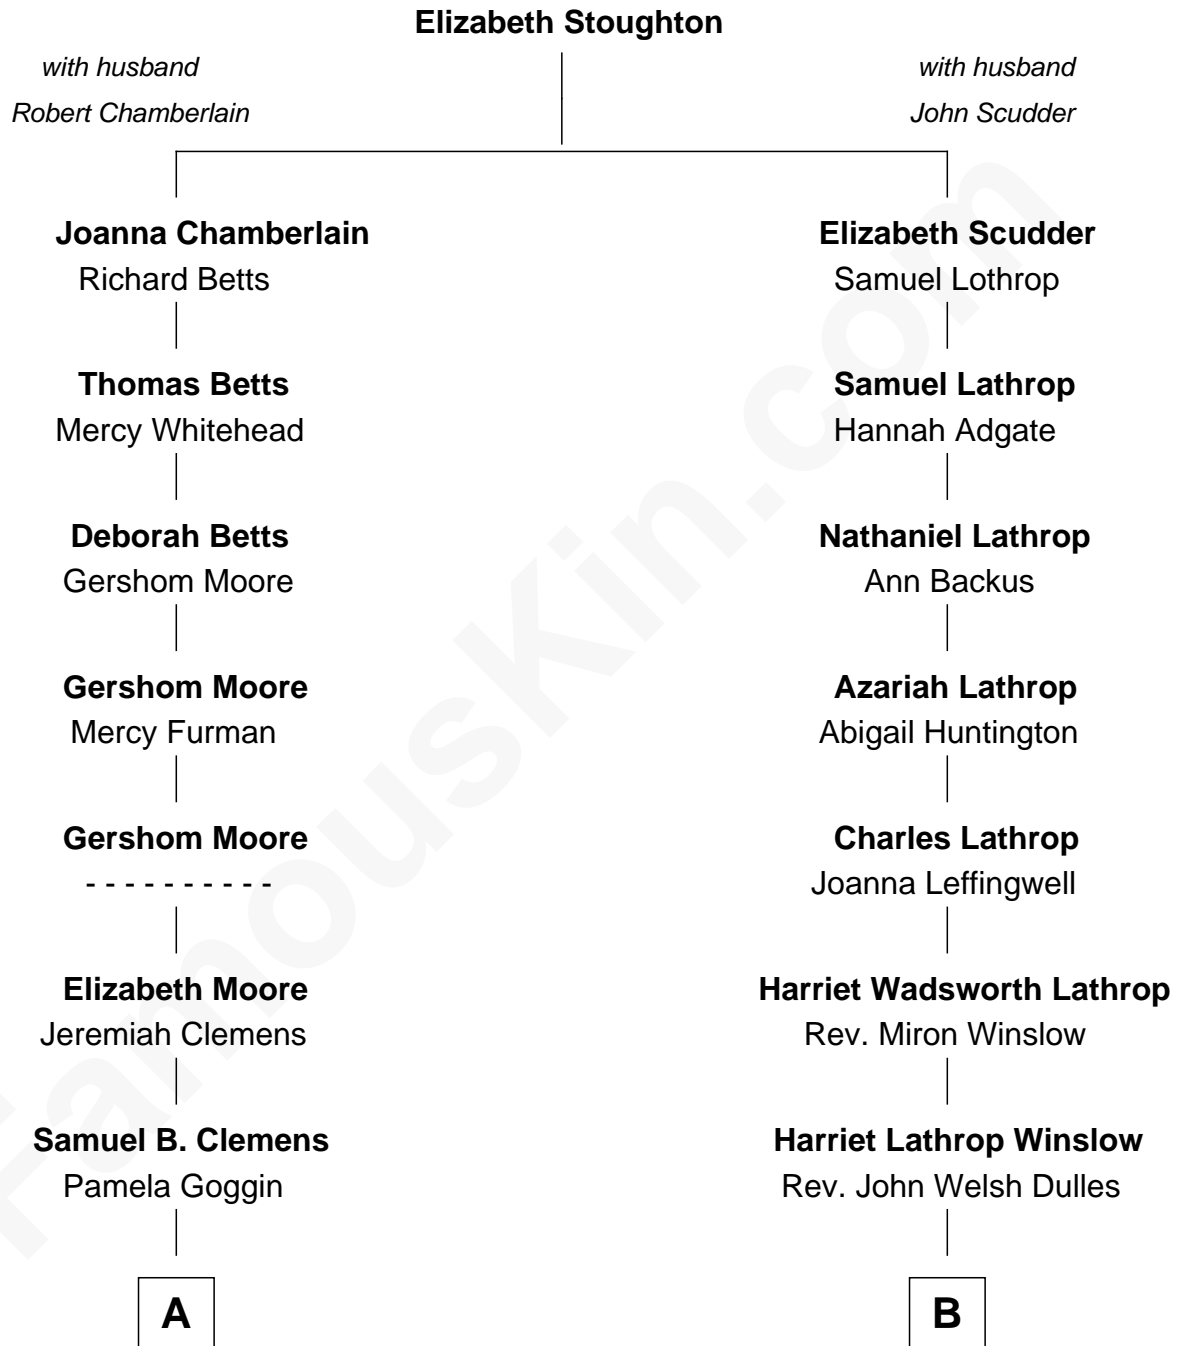 Elizabeth Stoughton
with husband
Robert Chamberlain
with husband
John Scudder
Joanna Chamberlain
Richard Betts
Elizabeth Scudder
Samuel Lothrop
Thomas Betts
Mercy Whitehead
Samuel Lathrop
Hannah Adgate
Deborah Betts
Gershom Moore
Nathaniel Lathrop
Ann Backus
Gershom Moore
Mercy Furman
Azariah Lathrop
Abigail Huntington
Gershom Moore
- - - - - - - - - -
Charles Lathrop
Joanna Leffingwell
Elizabeth Moore
Jeremiah Clemens
Harriet Wadsworth Lathrop
Rev. Miron Winslow
Samuel B. Clemens
Pamela Goggin
Harriet Lathrop Winslow
Rev. John Welsh Dulles
A
B
FamousKin.com